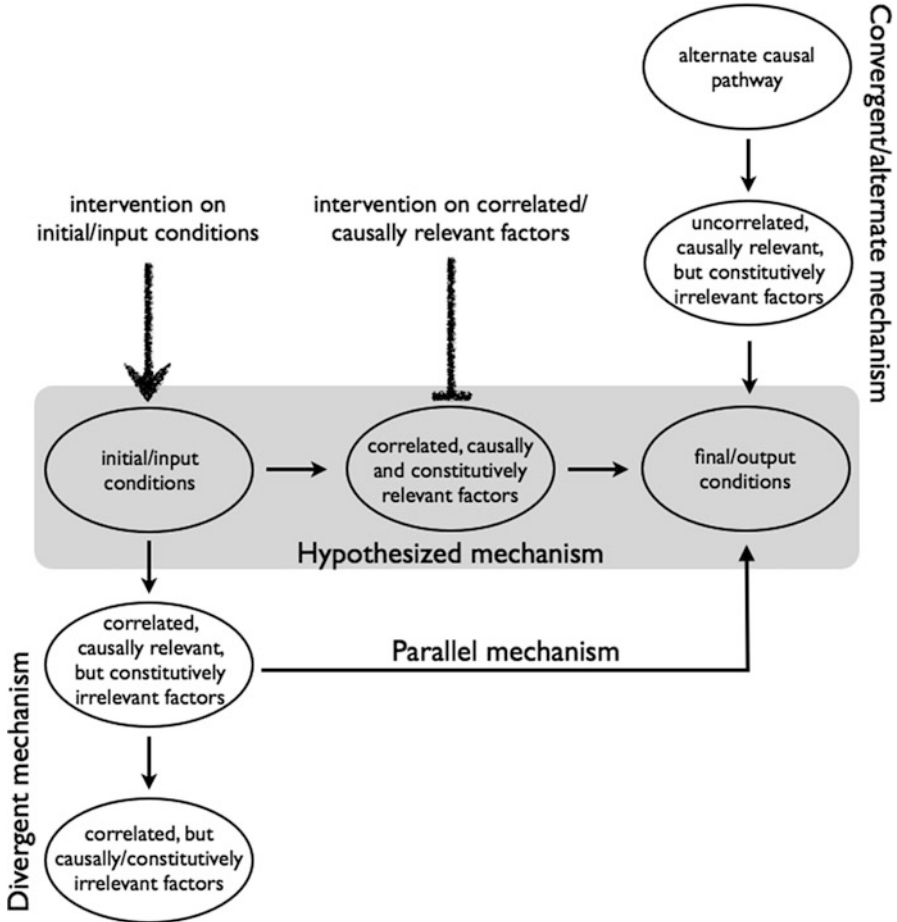 alternate causal
pathway
Convergent/alternate mechanism
intervention on
initial/input conditions
intervention on correlated/
causally relevant factors
uncorrelated,
causally relevant,
but constitutively
irrelevant factors
initial/input
conditions
correlated, causally
and constitutively
relevant factors
final/output
conditions
Hypothesized mechanism
correlated,
causally relevant,
but constitutively
irrelevant factors
Parallel mechanism
Divergent mechanism
correlated, but
causally/constitutively
irrelevant factors